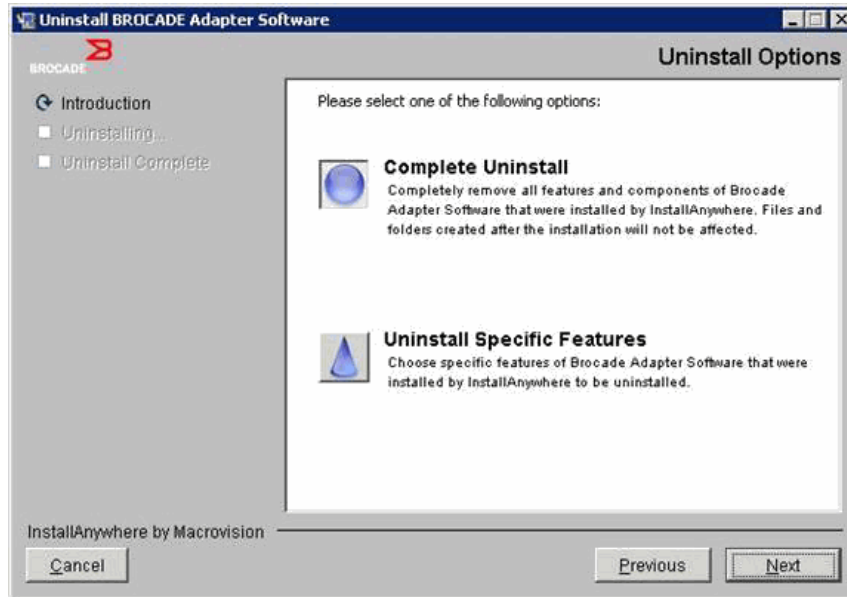 Uninstall BROCADE Adapter Software
BROCADE
Uninstall Options
Introduction
Uninstalling...
Uninstall Complete
Please select one of the following options:
Complete Uninstall
Completely remove all features and components of Brocade
Adapter Software that were installed by InstallAnywhere. Files and
folders created after the installation will not be affected.
Uninstall Specific Features
Choose specific features of Brocade Adapter Software that were
installed by InstallAnywhere to be uninstalled.
InstallAnywhere by Macrovision
Cancel
Previous
Next